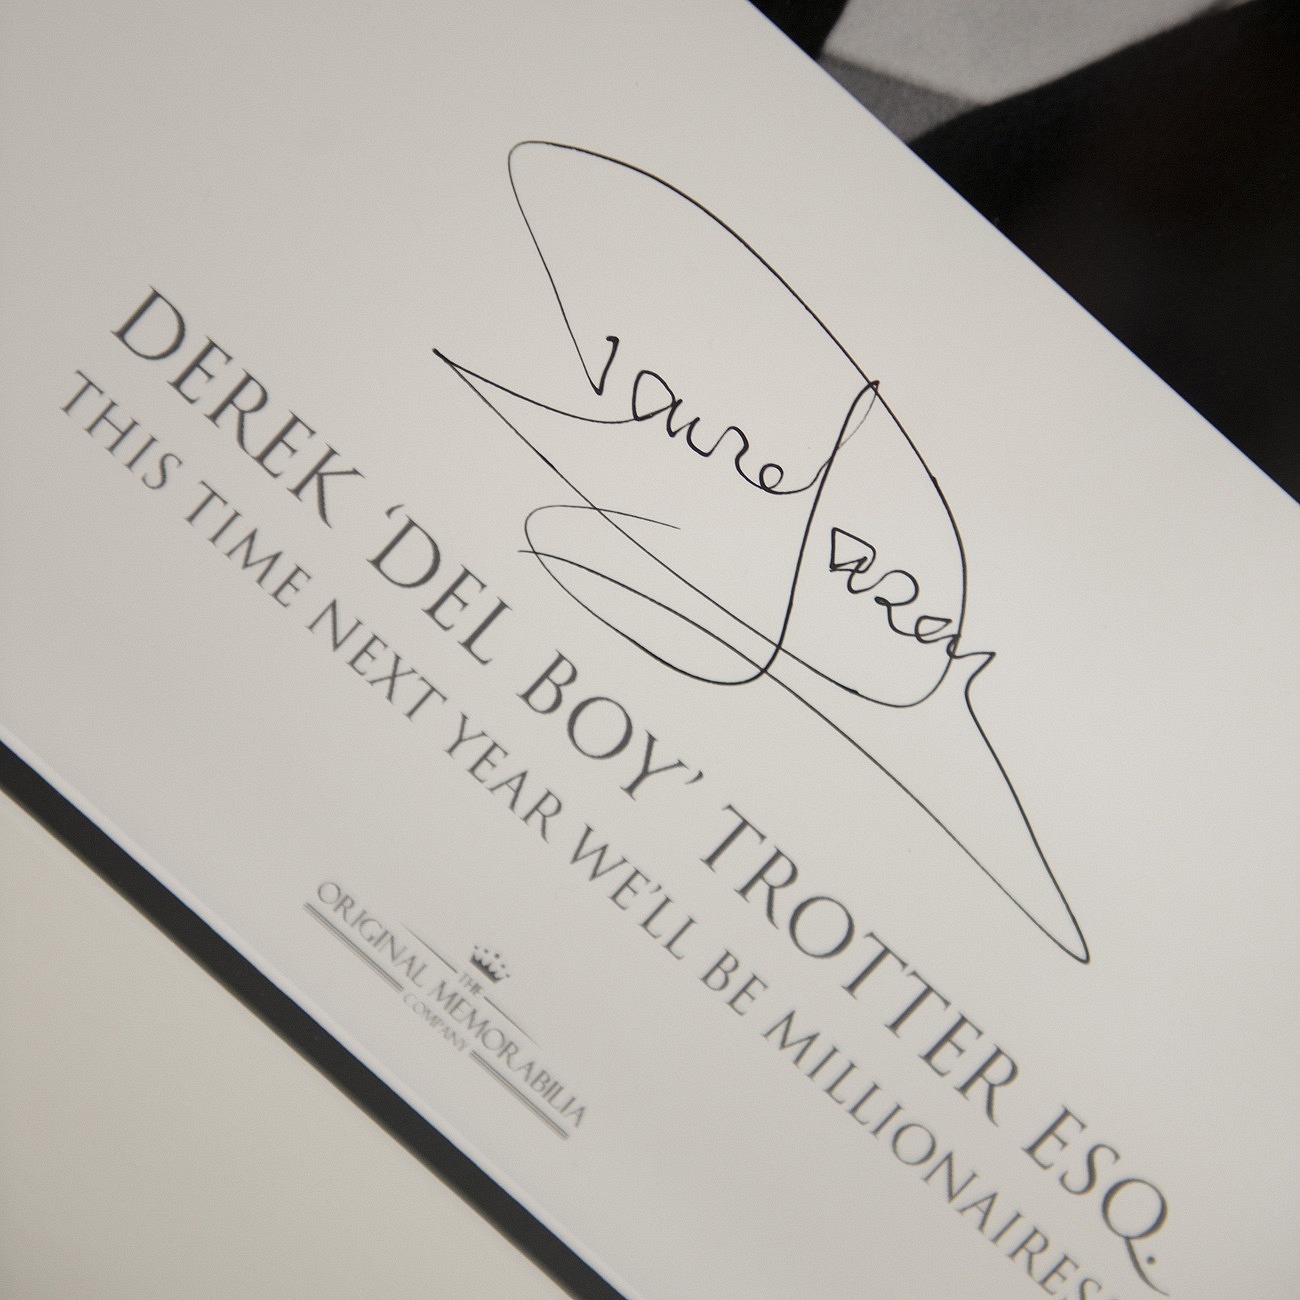 David Jason
DEREK ‘DEL BOY’ TROTTER ESQ.
THIS TIME NEXT YEAR WE'LL BE MILLIONAIRES
THE
ORIGINAL MEMORABILIA
COMPANY